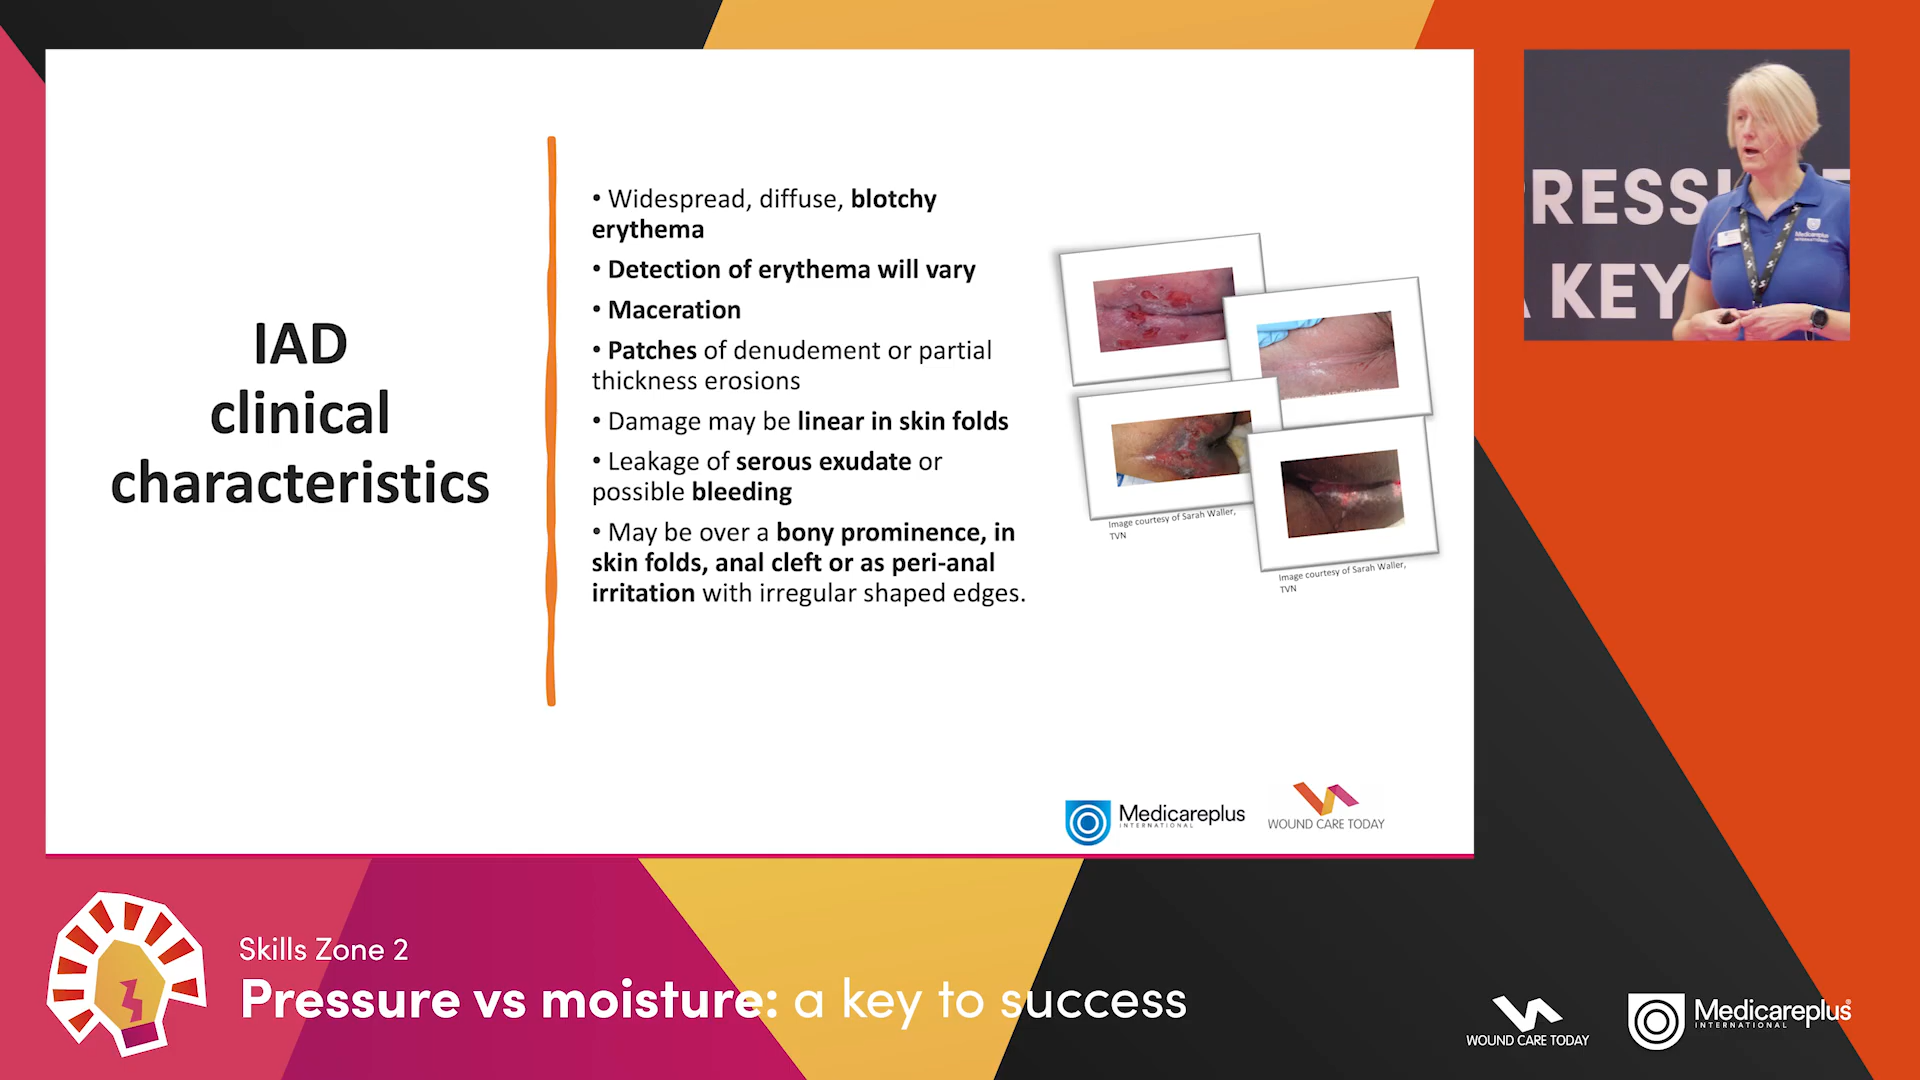 IAD
clinical
characteristics
• Widespread, diffuse, blotchy
erythema
• Detection of erythema will vary
• Maceration
• Patches of denudement or partial
thickness erosions
• Damage may be linear in skin folds
• Leakage of serous exudate or
possible bleeding
• May be over a bony prominence, in
skin folds, anal cleft or as peri-anal
irritation with irregular shaped edges.
Image courtesy of Sarah Waller,
TVN
Image courtesy of Sarah Waller,
TVN
Medicareplus
INTERNATIONAL
WOUND CARE TODAY
RESS
KEY
Medicareplus
Skills Zone 2
Pressure vs moisture: a key to success
WOUND CARE TODAY
Medicareplus®
INTERNATIONAL